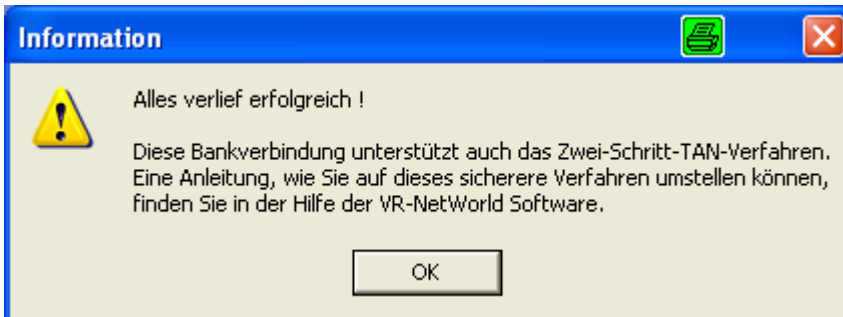 Information
Alles verlief erfolgreich !
Diese Bankverbindung unterstützt auch das Zwei-Schritt-TAN-Verfahren.
Eine Anleitung, wie Sie auf dieses sicherere Verfahren umstellen können,
finden Sie in der Hilfe der VR-NetWorld Software.
OK